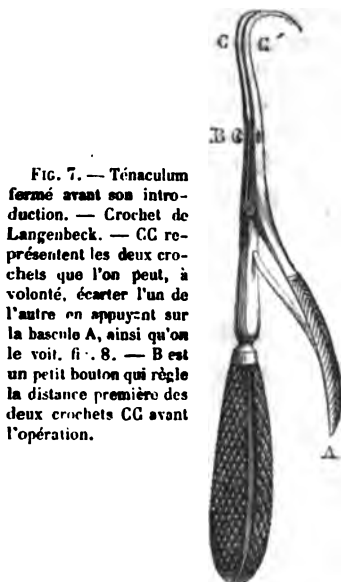 FIG. 7. — Ténaculum
fermé avant son intro-
duction. — Crochet de
Langenbeck. — CC re-
présentent les deux cro-
chets que l'on peut, à
volonté, écarter l'un de
l'autre en appuyant sur
la bascule A, ainsi qu'on
le voit. fi . 8. — B est
un petit bouton qui règle
la distance première des
deux crochets CC avant
l'opération.
C C′
B C
A